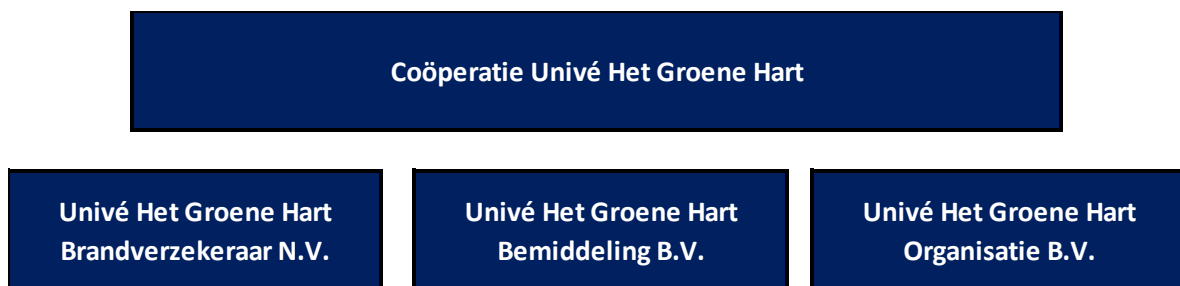 Coöperatie Univé Het Groene Hart
Univé Het Groene Hart
Brandverzekeraar N.V.
Univé Het Groene Hart
Bemiddeling B.V.
Univé Het Groene Hart
Organisatie B.V.